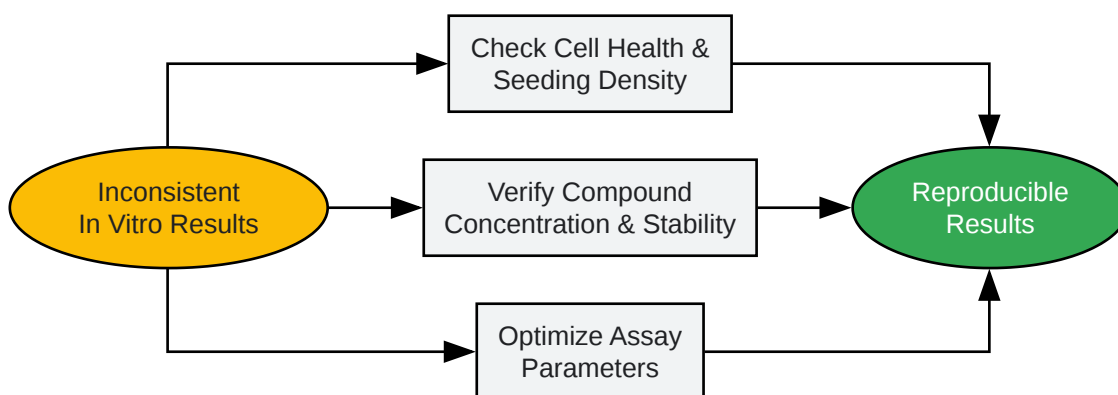 Check Cell Health &
Seeding Density
Inconsistent
In Vitro Results
Verify Compound
Concentration & Stability
Reproducible
Results
Optimize Assay
Parameters